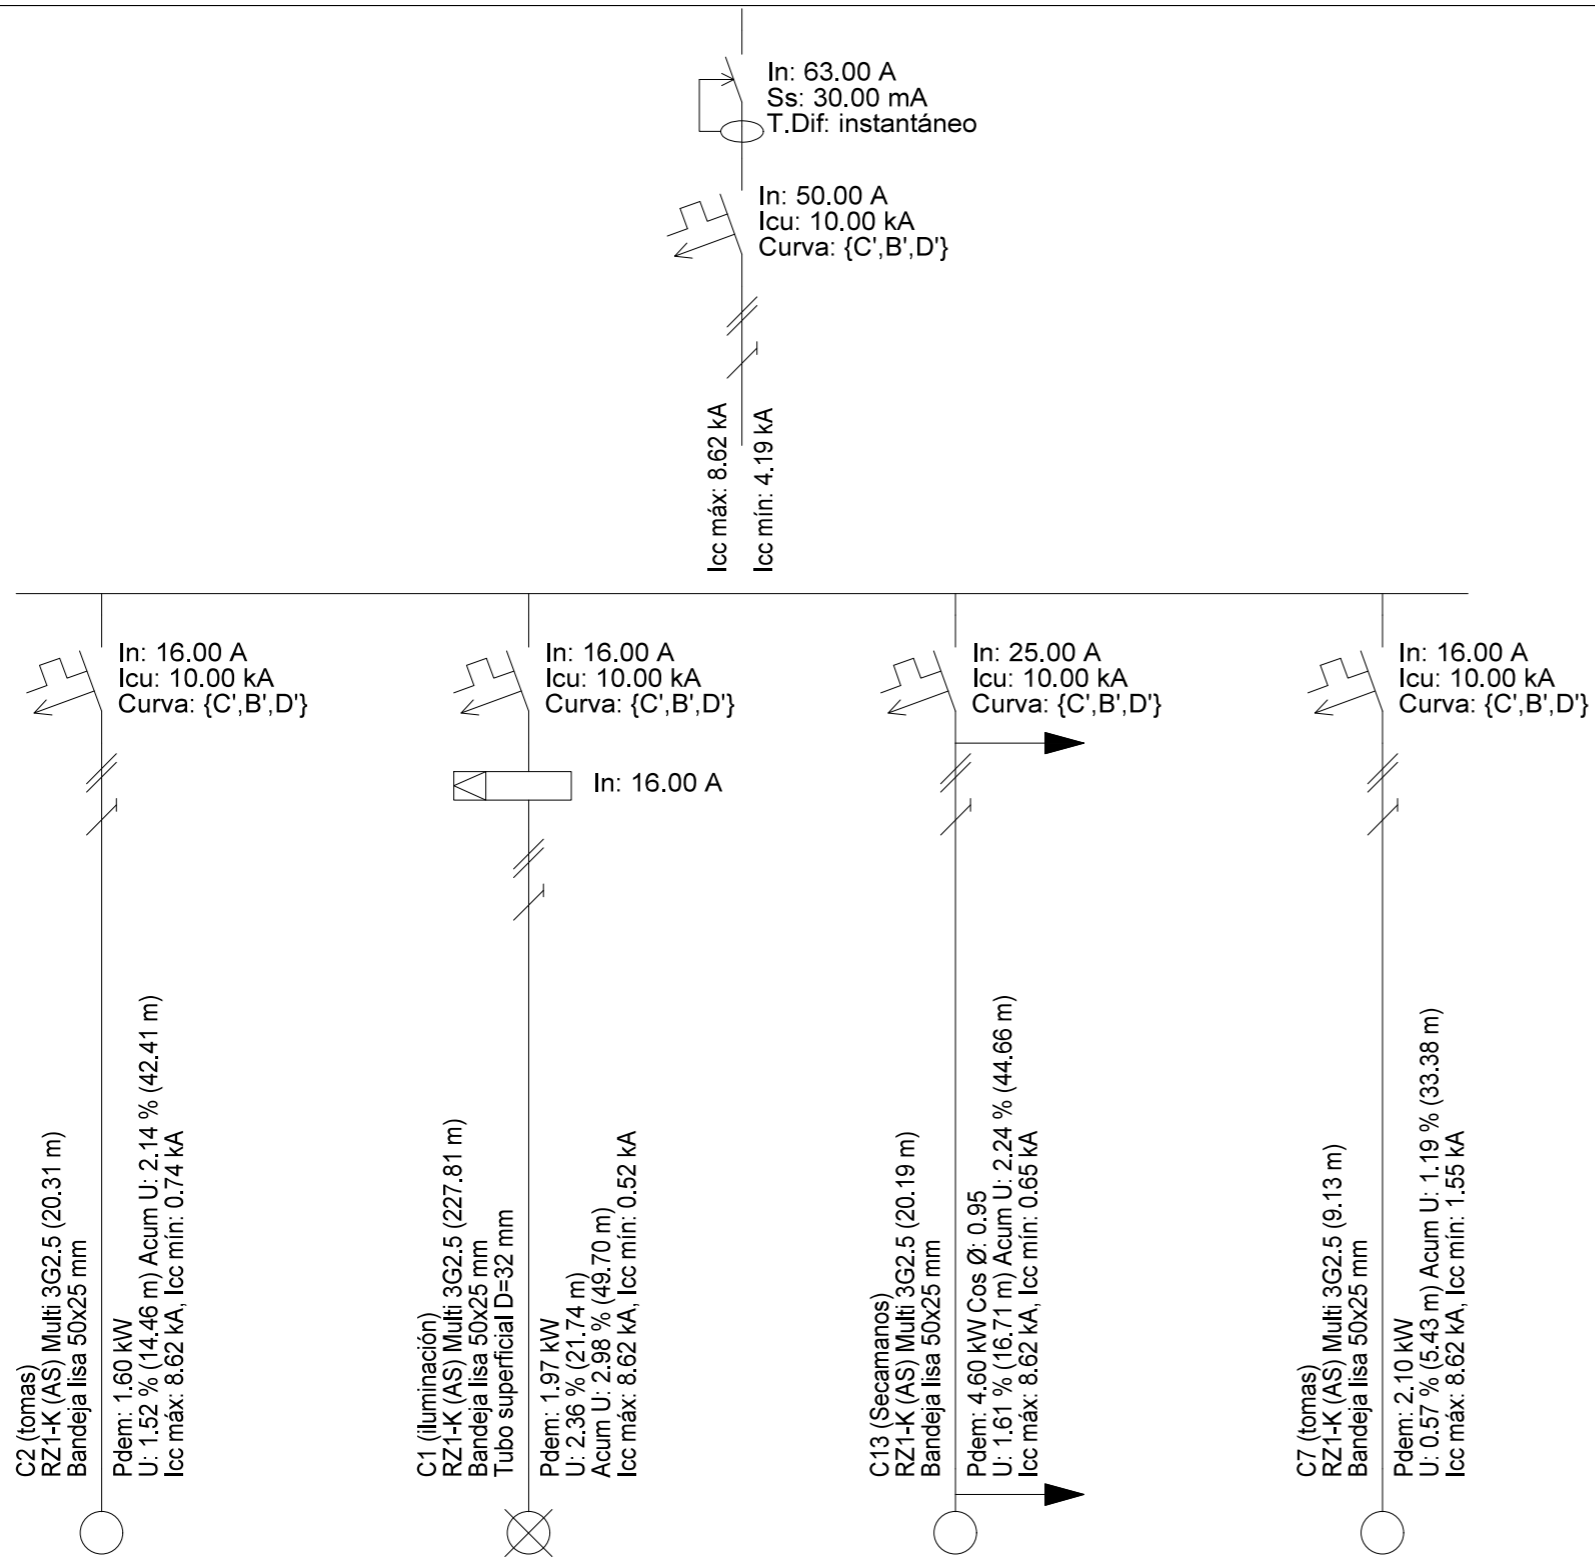 In: 63.00 A
Ss: 30.00 mA
T.Dif: instantáneo
In: 50.00 A
Icu: 10.00 kA
Curva: {C',B',D'}
Icc máx: 8.62 kA
Icc mín: 4.19 kA
In: 16.00 A
Icu: 10.00 kA
Curva: {C',B',D'}
In: 16.00 A
Icu: 10.00 kA
Curva: {C',B',D'}
In: 16.00 A
In: 25.00 A
Icu: 10.00 kA
Curva: {C',B',D'}
In: 16.00 A
Icu: 10.00 kA
Curva: {C',B',D'}
C2 (tomas)
RZ1-K (AS) Multi 3G2.5 (20.31 m)
Bandeja lisa 50x25 mm
Pdem: 1.60 kW
U: 1.52 % (14.46 m) Acum U: 2.14 % (42.41 m)
Icc máx: 8.62 kA, Icc mín: 0.74 kA
C1 (iluminación)
RZ1-K (AS) Multi 3G2.5 (227.81 m)
Bandeja lisa 50x25 mm
Tubo superficial D=32 mm
Pdem: 1.97 kW
U: 2.36 % (21.74 m)
Acum U: 2.98 % (49.70 m)
Icc máx: 8.62 kA, Icc mín: 0.52 kA
C13 (Secamanos)
RZ1-K (AS) Multi 3G2.5 (20.19 m)
Bandeja lisa 50x25 mm
Pdem: 4.60 kW Cos Ø: 0.95
U: 1.61 % (16.71 m) Acum U: 2.24 % (44.66 m)
Icc máx: 8.62 kA, Icc mín: 0.65 kA
C7 (tomas)
RZ1-K (AS) Multi 3G2.5 (9.13 m)
Bandeja lisa 50x25 mm
Pdem: 2.10 kW
U: 0.57 % (5.43 m) Acum U: 1.19 % (33.38 m)
Icc máx: 8.62 kA, Icc mín: 1.55 kA